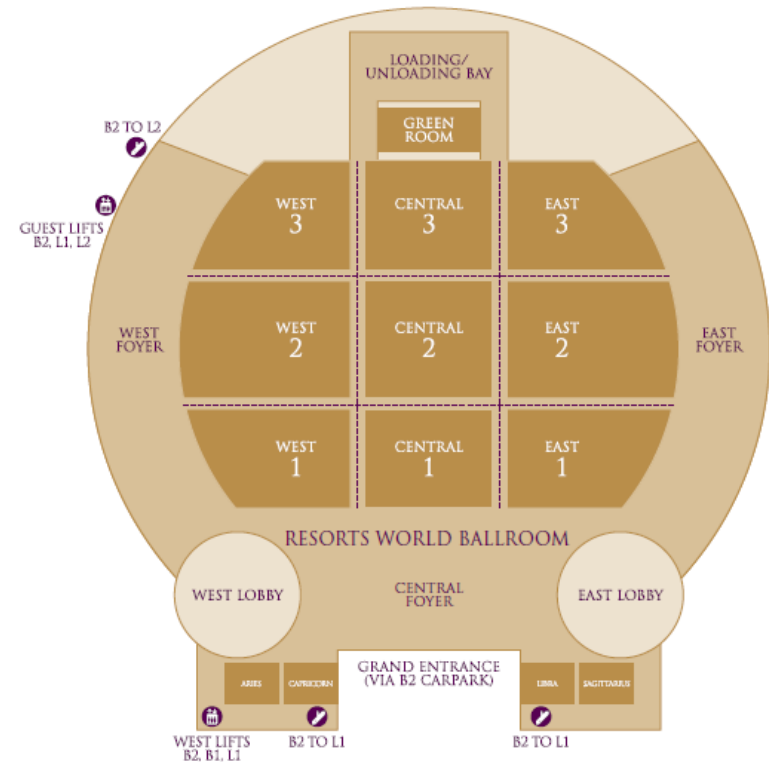 LOADING/
UNLOADING BAY
GREEN
ROOM
B2 TO L2
GUEST LIFTS
B2, L1, L2
WEST
3
CENTRAL
3
EAST
3
WEST
FOYER
WEST
2
CENTRAL
2
EAST
2
EAST
FOYER
WEST
1
CENTRAL
1
EAST
1
RESORTS WORLD BALLROOM
WEST LOBBY
CENTRAL
FOYER
EAST LOBBY
ARIES
CAPRICORN
GRAND ENTRANCE
(VIA B2 CARPARK)
LIBRA
SAGITTARIUS
WEST LIFTS
B2, B1, L1
B2 TO L1
B2 TO L1